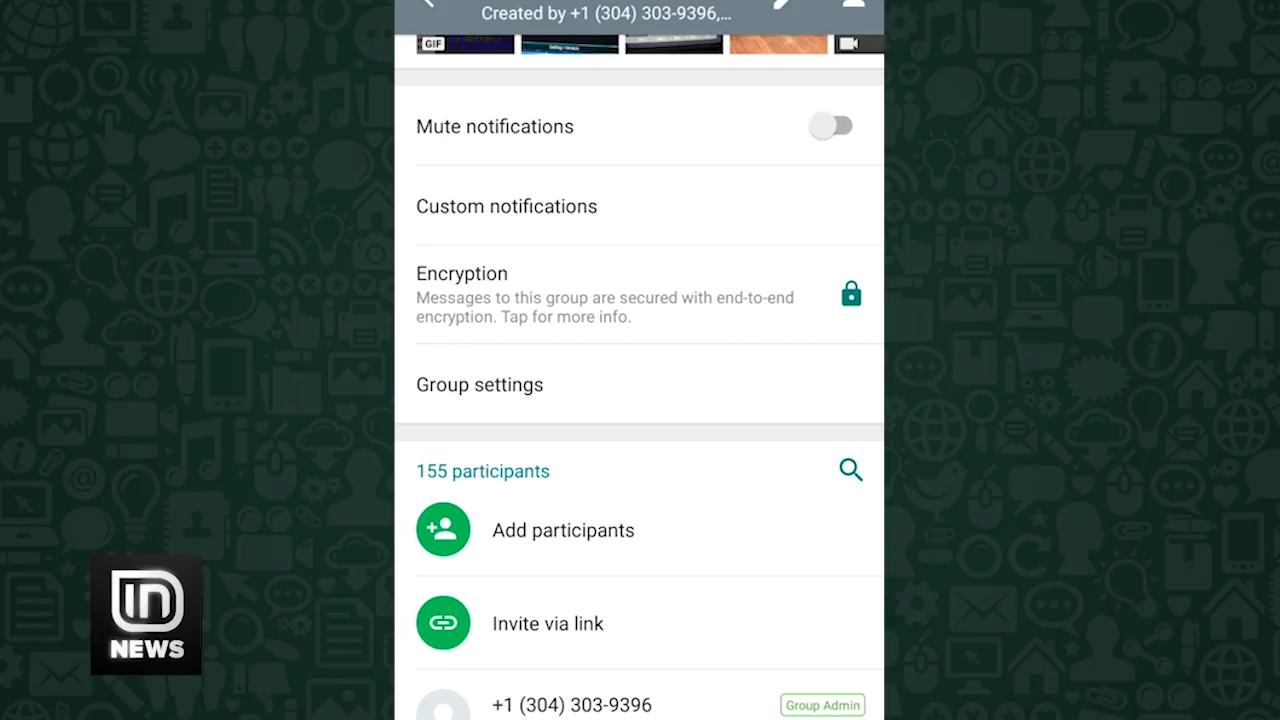 Created by +1 (304) 303-9396,...
GIF
Mute notifications
Custom notifications
Encryption
Messages to this group are secured with end-to-end
encryption. Tap for more info.
Group settings
155 participants
Add participants
Invite via link
+1 (304) 303-9396
Group Admin
IN
NEWS